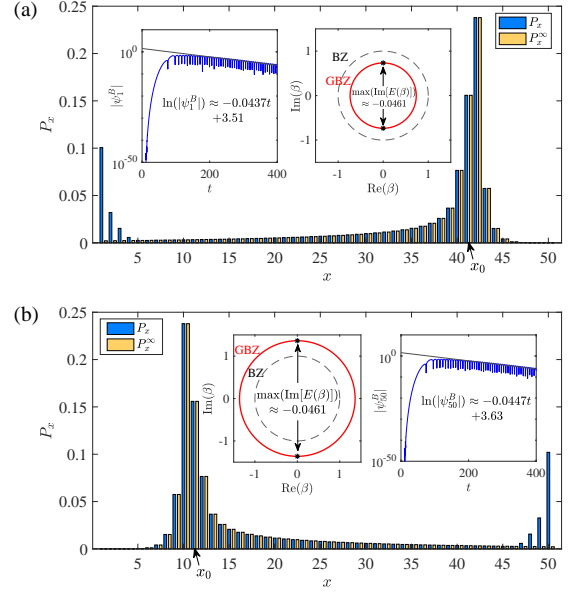 (a)
0.25
0.2
0.15
0.1
0.05
0
P_x
5 10 15 20 25 30 35 40 45 50
x
x_0
P_x
P_x^∞
10^0
10^-50
|ψ_1^B|
ln(|ψ_1^B|) ≈ −0.0437t
+3.51
0 200 400
t
1
0
-1
Im(β)
BZ
GBZ
max(Im[E(β)])
≈ −0.0461
-1 0 1
Re(β)
(b)
0.25
0.2
0.15
0.1
0.05
0
P_x
5 10 15 20 25 30 35 40 45 50
x
x_0
P_x
P_x^∞
1
0
-1
Im(β)
GBZ
BZ
max(Im[E(β)])
≈ −0.0461
-1 0 1
Re(β)
10^0
10^-50
|ψ_50^B|
ln(|ψ_50|^B) ≈ −0.0447t
+3.63
0 200 400
t